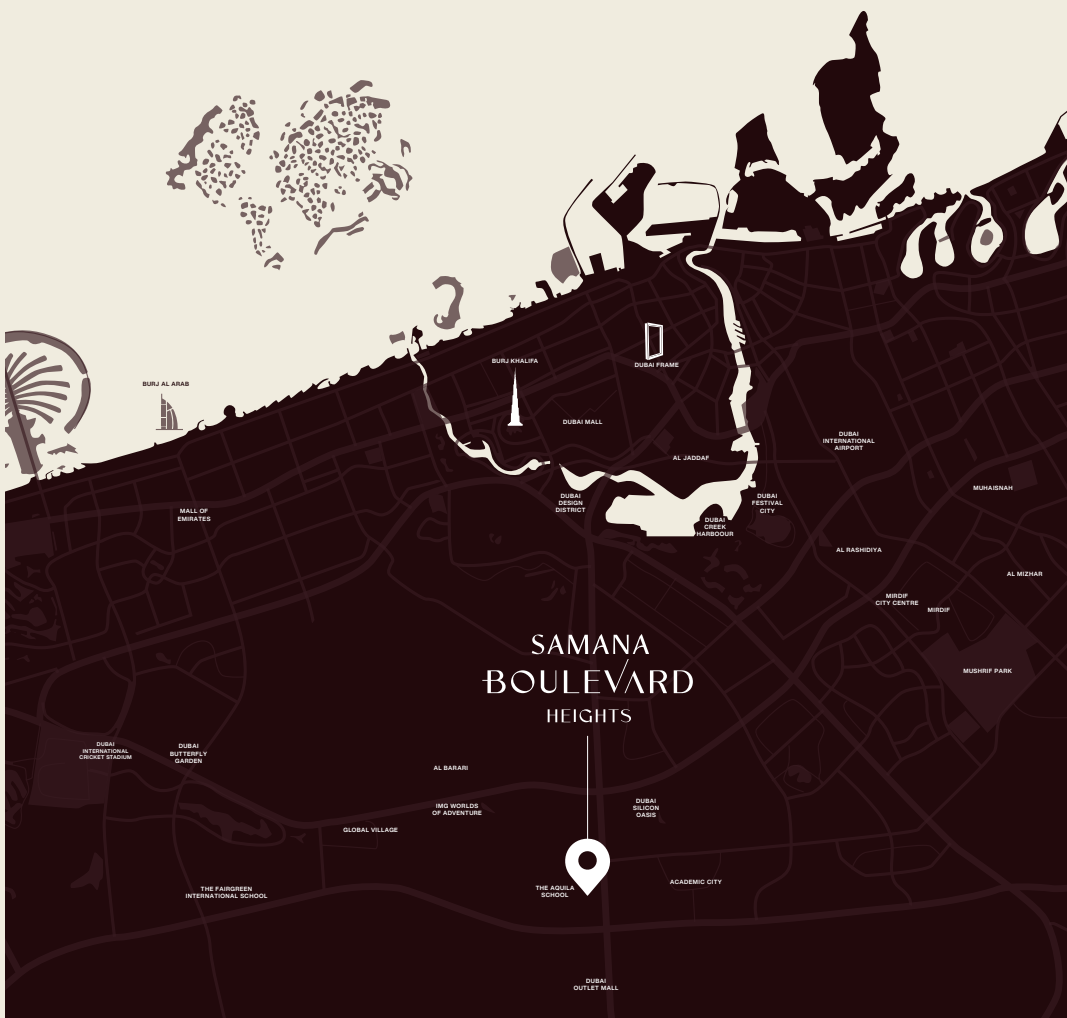 BURJ KHALIFA
DUBAI FRAME
BURJ AL ARAB
DUBAI MALL
DUBAI
INTERNATIONAL
AIRPORT
AL JADDAF
MUHAISNAH
MALL OF
EMIRATES
DUBAI
DESIGN
DISTRICT
DUBAI
FESTIVAL
CITY
DUBAI
CREEK
HARBOOUR
AL RASHIDIYA
AL MIZHAR
MIRDIF
CITY CENTRE
MIRDIF
SAMANA
BOULEVARD
HEIGHTS
MUSHRIF PARK
DUBAI
INTERNATIONAL
CRICKET STADIUM
DUBAI
BUTTERFLY
GARDEN
AL BARARI
IMG WORLDS
OF ADVENTURE
DUBAI
SILICON
OASIS
GLOBAL VILLAGE
THE FAIRGREEN
INTERNATIONAL SCHOOL
THE AQUILA
SCHOOL
ACADEMIC CITY
DUBAI
OUTLET MALL